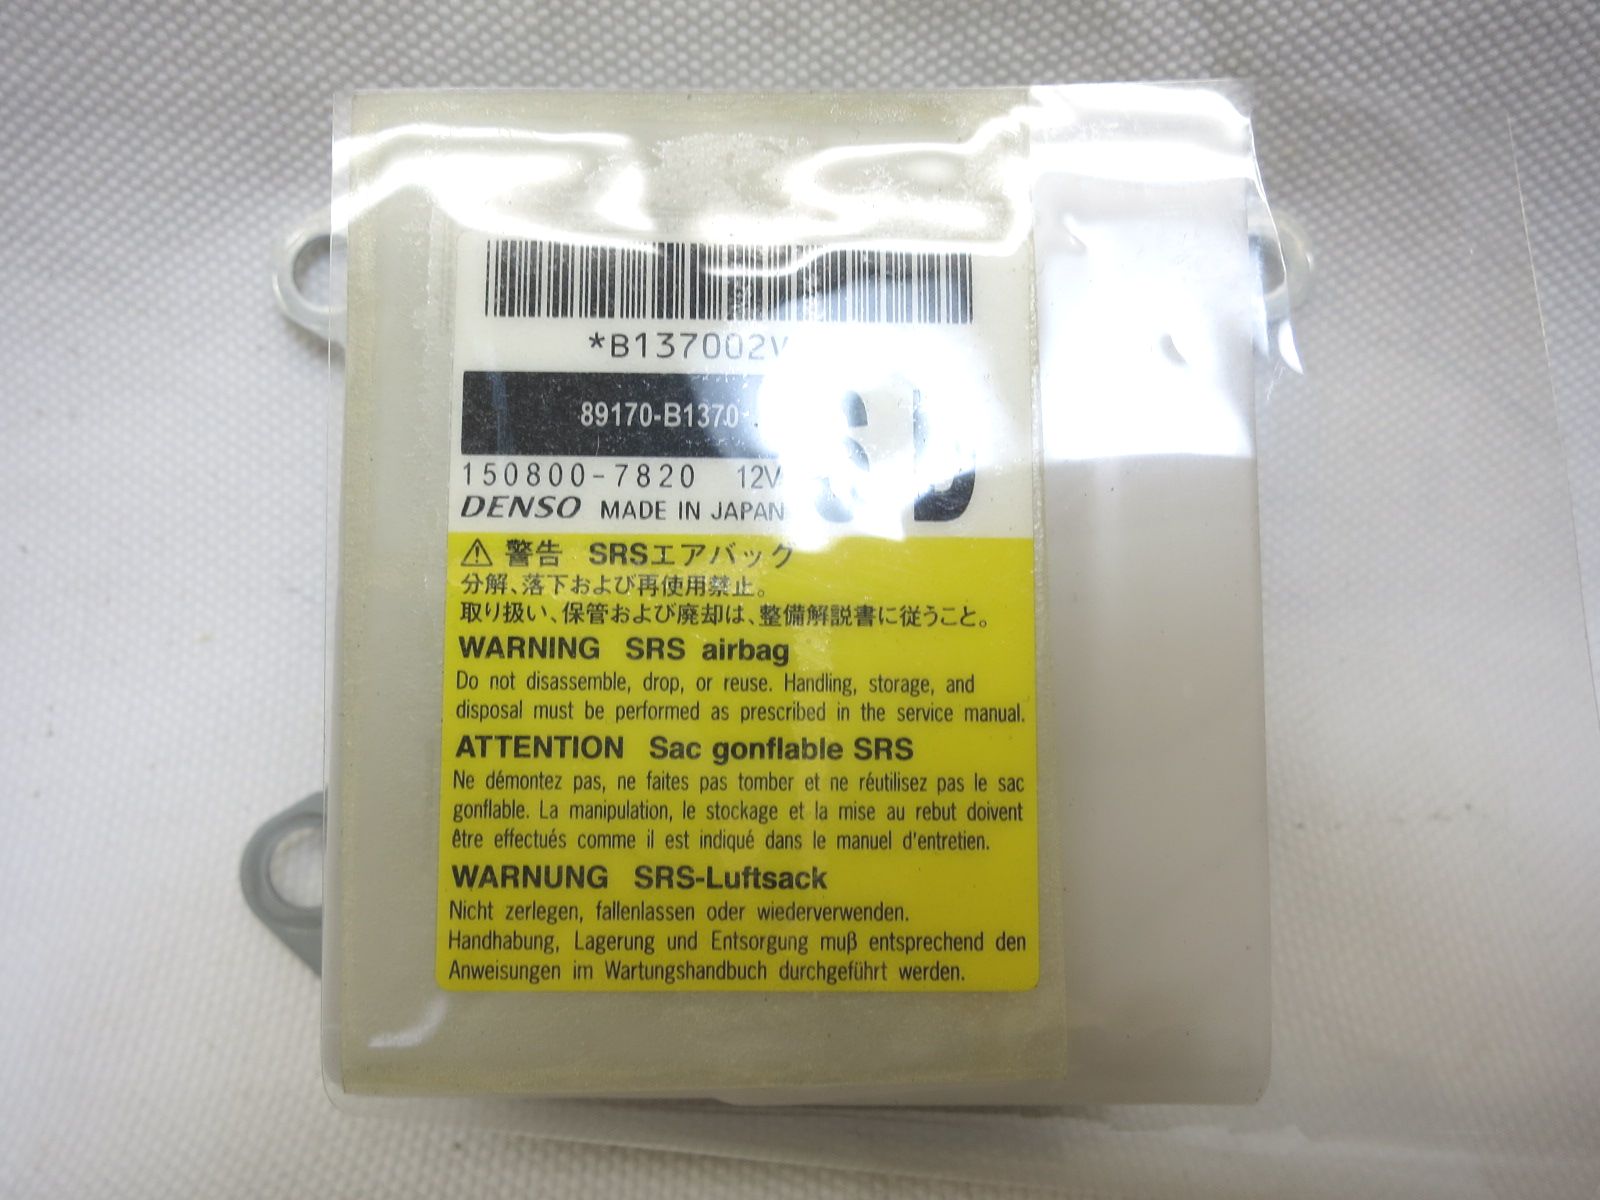 *B137002
89170-B1370
150800-7820 12V
DENSO MADE IN JAPAN
⚠ 警告 SRSエアバック
分解、落下および再使用禁止。
取り扱い、保管および廃却は、整備解説書に従うこと。
WARNING SRS airbag
Do not disassemble, drop, or reuse. Handling, storage, and
disposal must be performed as prescribed in the service manual.
ATTENTION Sac gonflable SRS
Ne démontez pas, ne faites pas tomber et ne réutilisez pas le sac
gonflable. La manipulation, le stockage et la mise au rebut doivent
être effectués comme il est indiqué dans le manuel d'entretien.
WARNUNG SRS-Luftsack
Nicht zerlegen, fallenlassen oder wiederverwenden.
Handhabung, Lagerung und Entsorgung muß entsprechend den
Anweisungen im Wartungshandbuch durchgeführt werden.